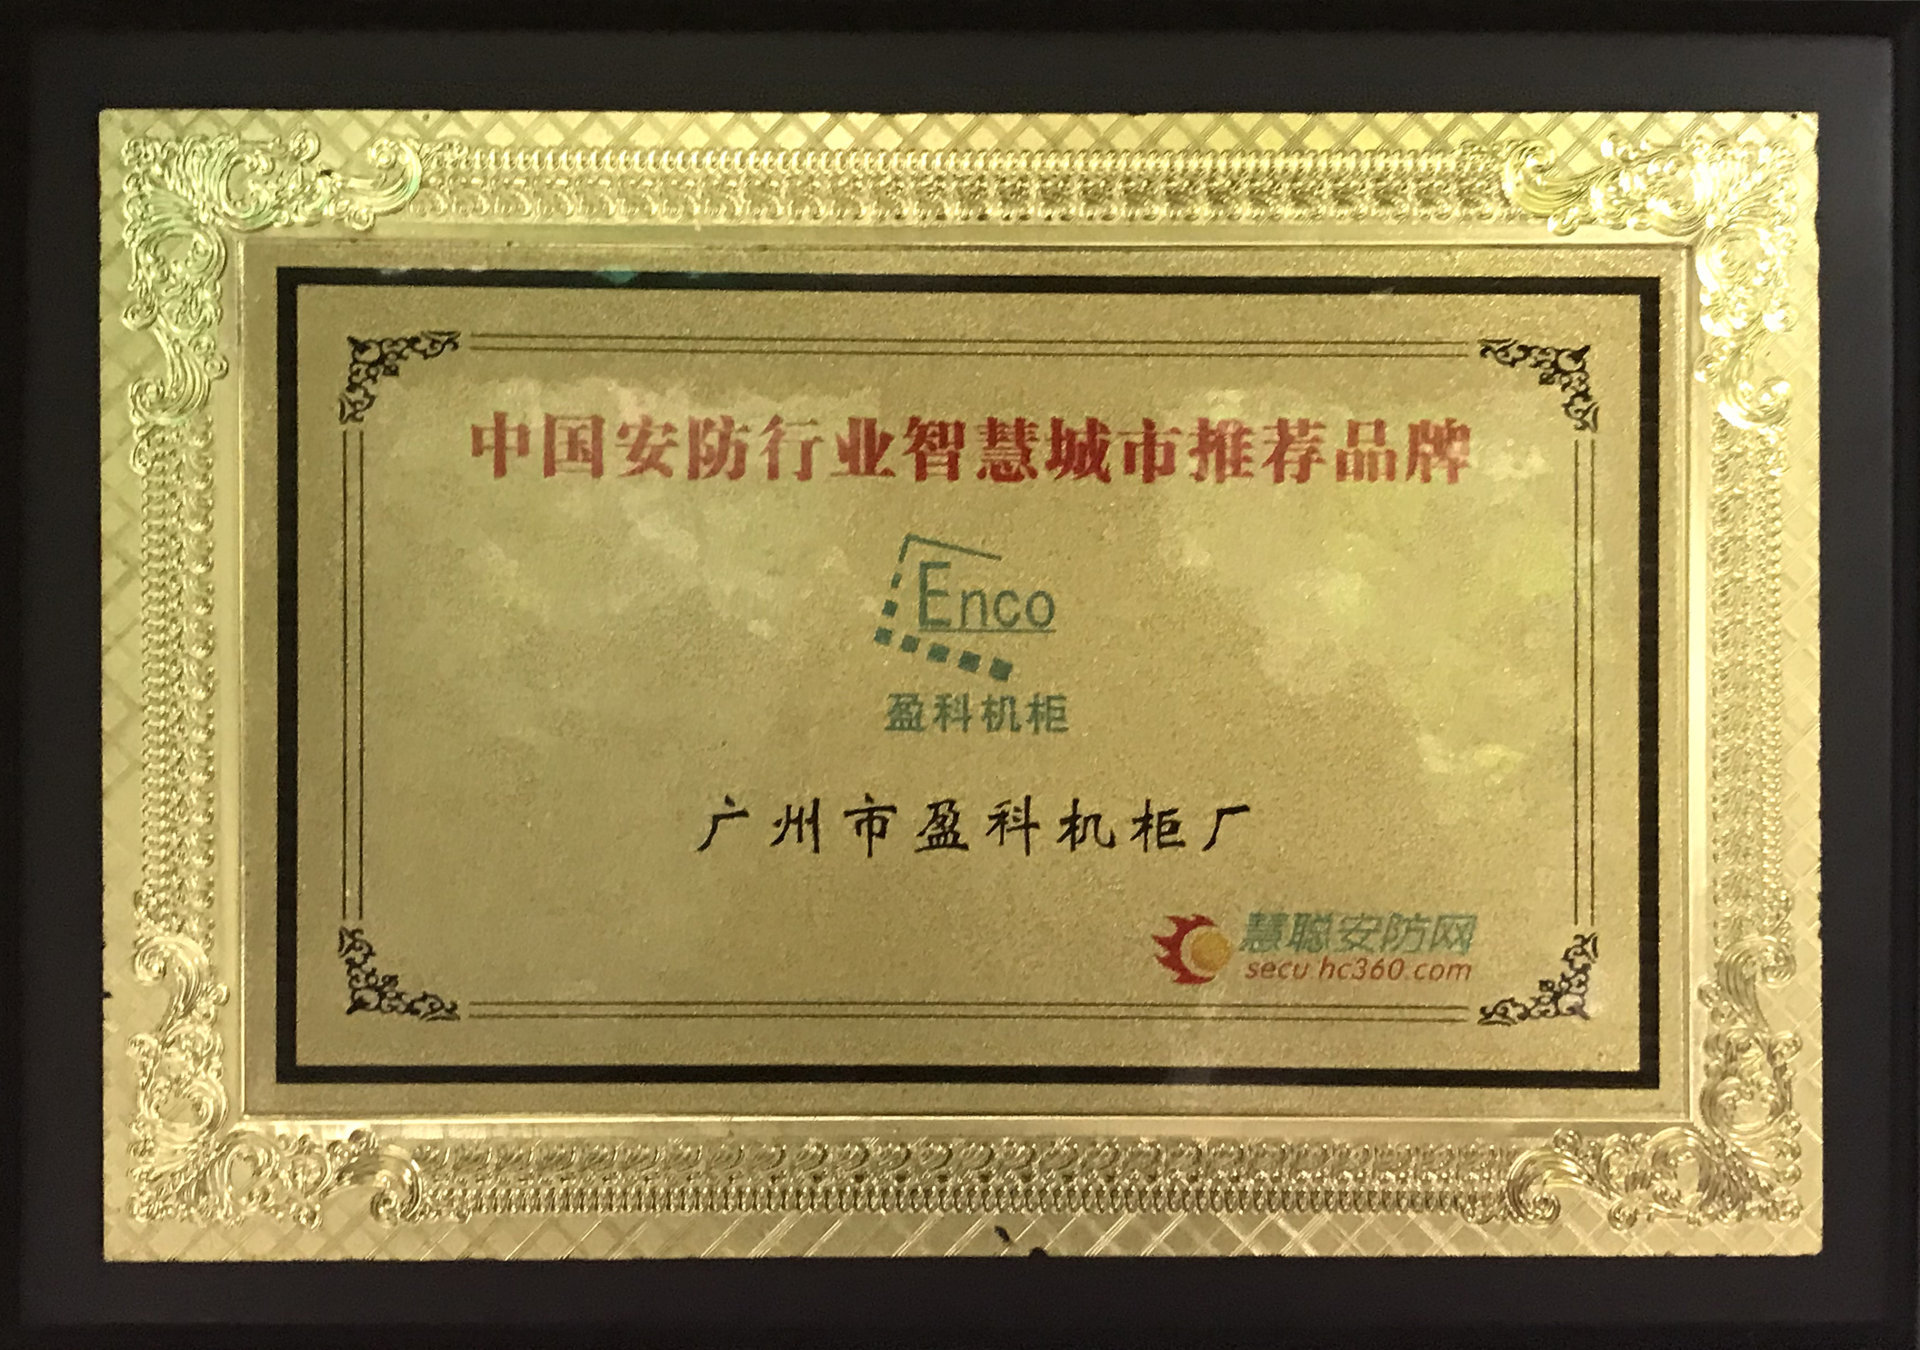 中国安防行业智慧城市推荐品牌
Enco
盈科机柜
广州市盈科机柜厂
慧聪安防网
secu.hc360.com